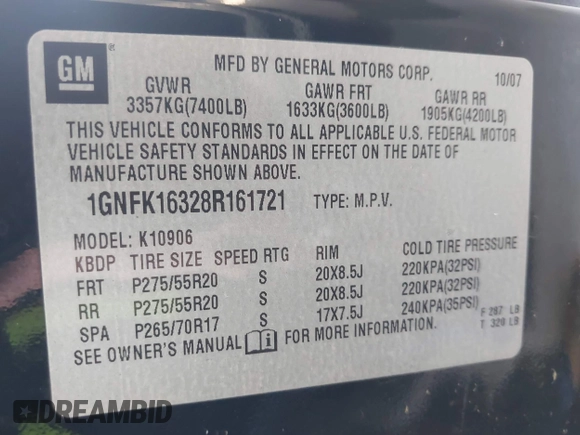 GM
MFD BY GENERAL MOTORS CORP. 10/07
GVWR GAWR FRT GAWR RR
3357KG(7400LB) 1633KG(3600LB) 1905KG(4200LB)
THIS VEHICLE CONFORMS TO ALL APPLICABLE U.S. FEDERAL MOTOR
VEHICLE SAFETY STANDARDS IN EFFECT ON THE DATE OF
MANUFACTURE SHOWN ABOVE.
1GNFK16328R161721 TYPE: M.P.V.
MODEL: K10906
KBDP TIRE SIZE SPEED RTG RIM COLD TIRE PRESSURE
FRT P275/55R20 S 20X8.5J 220KPA(32PSI)
RR P275/55R20 S 20X8.5J 220KPA(32PSI)
SPA P265/70R17 S 17X7.5J 240KPA(35PSI)
F 287 LB
T 328 LB
SEE OWNER'S MANUAL FOR MORE INFORMATION.
DREAMBID